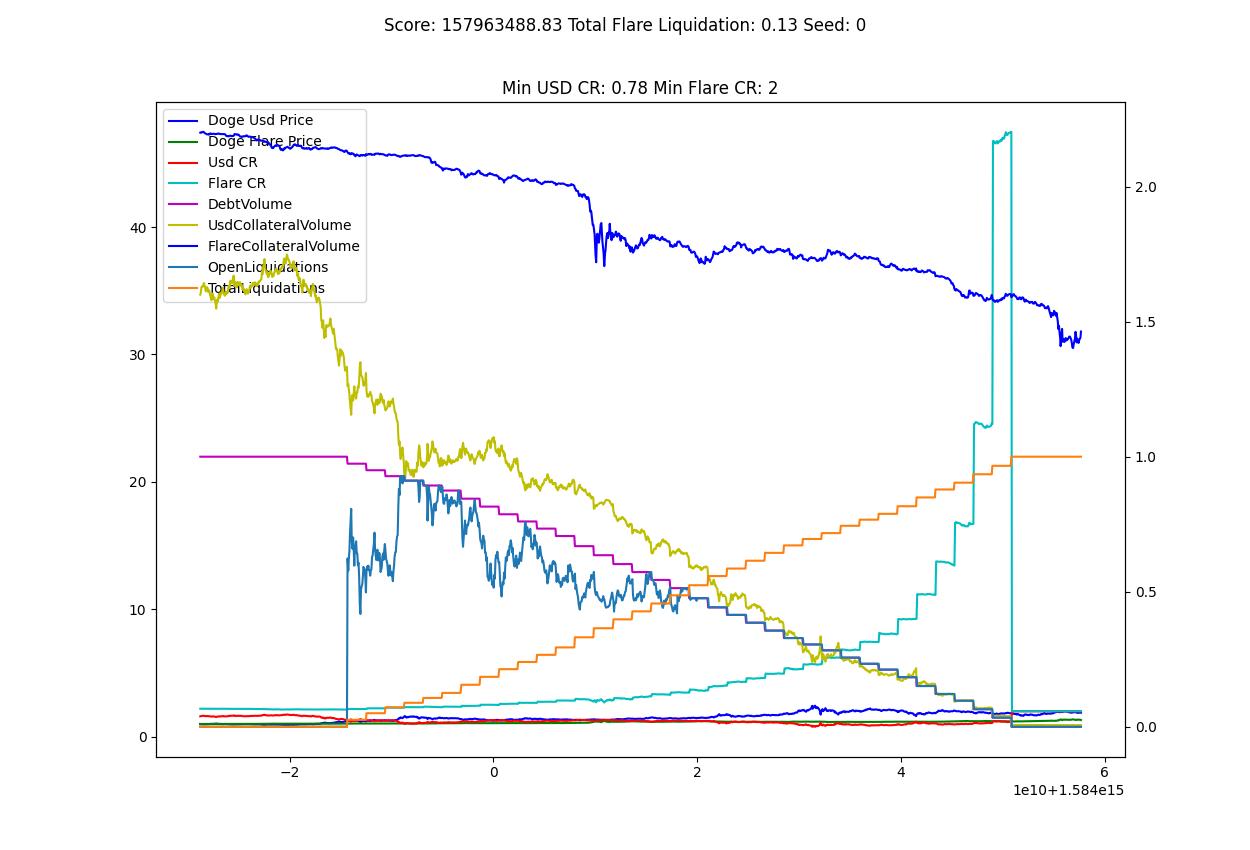 Score: 157963488.83 Total Flare Liquidation: 0.13 Seed: 0
Min USD CR: 0.78 Min Flare CR: 2
Doge Usd Price
Doge Flare Price
Usd CR
Flare CR
DebtVolume
UsdCollateralVolume
FlareCollateralVolume
OpenLiquidations
TotalLiquidations
40
30
20
10
0
2.0
1.5
1.0
0.5
0.0
−2 0 2 4 6
1e10+1.584e15